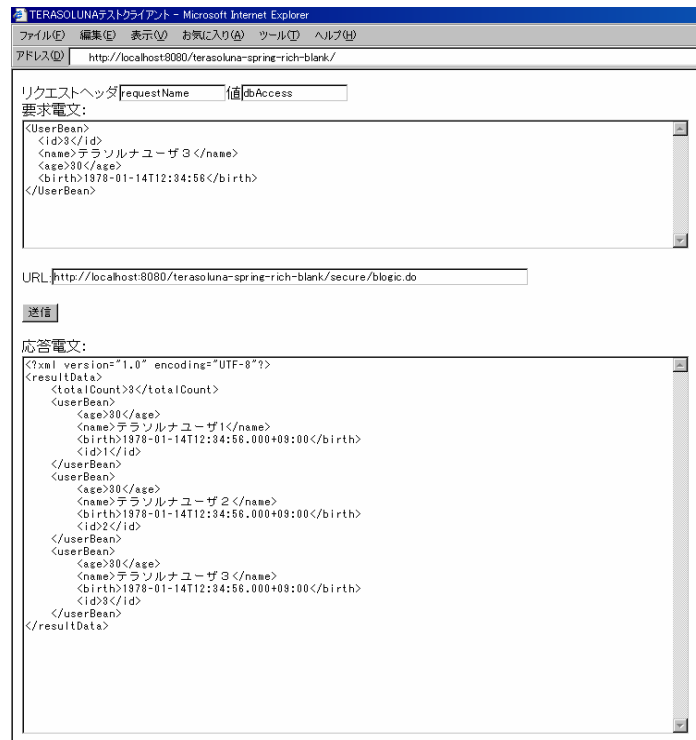 TERASOLUNAテストクライアント - Microsoft Internet Explorer
ファイル(F) 編集(E) 表示(V) お気に入り(A) ツール(T) ヘルプ(H)
アドレス(D) http://localhost:8080/terasoluna-spring-rich-blank/
リクエストヘッダ requestName 値 dbAccess
要求電文:
<UserBean>
<id>3</id>
<name>テラソルナユーザ３</name>
<age>30</age>
<birth>1978-01-14T12:34:56</birth>
</UserBean>
URL: http://localhost:8080/terasoluna-spring-rich-blank/secure/blogic.do
送信
応答電文:
<?xml version="1.0" encoding="UTF-8"?>
<resultData>
<totalCount>3</totalCount>
<userBean>
<age>30</age>
<name>テラソルナユーザ1</name>
<birth>1978-01-14T12:34:56.000+09:00</birth>
<id>1</id>
</userBean>
<userBean>
<age>30</age>
<name>テラソルナユーザ２</name>
<birth>1978-01-14T12:34:56.000+09:00</birth>
<id>2</id>
</userBean>
<userBean>
<age>30</age>
<name>テラソルナユーザ３</name>
<birth>1978-01-14T12:34:56.000+09:00</birth>
<id>3</id>
</userBean>
</resultData>